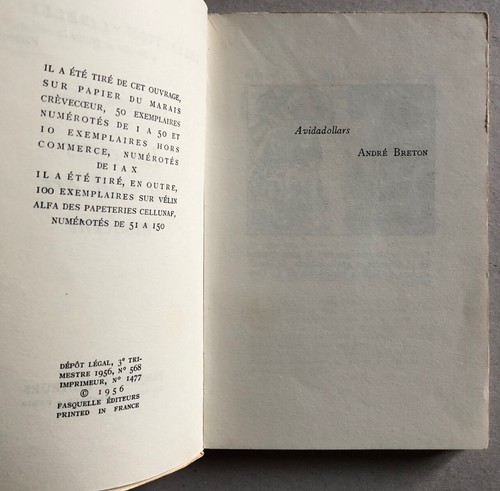 IL A ÉTÉ TIRÉ DE CET OUVRAGE,
SUR PAPIER DU MARAIS
CRÈVECŒUR, 50 EXEMPLAIRES
NUMÉROTÉS DE 1 A 50 ET
10 EXEMPLAIRES HORS
COMMERCE, NUMÉROTÉS
DE I A X
IL A ÉTÉ TIRÉ, EN OUTRE,
100 EXEMPLAIRES SUR VÉLIN
ALFA DES PAPETERIES CELLUNAF,
NUMÉROTÉS DE 51 A 150
DÉPÔT LÉGAL, 3e TRI-
MESTRE 1956, N° 568
IMPRIMEUR, N° 1477
© 1956
FASQUELLE ÉDITEURS
PRINTED IN FRANCE
Avidadollars
ANDRÉ BRETON